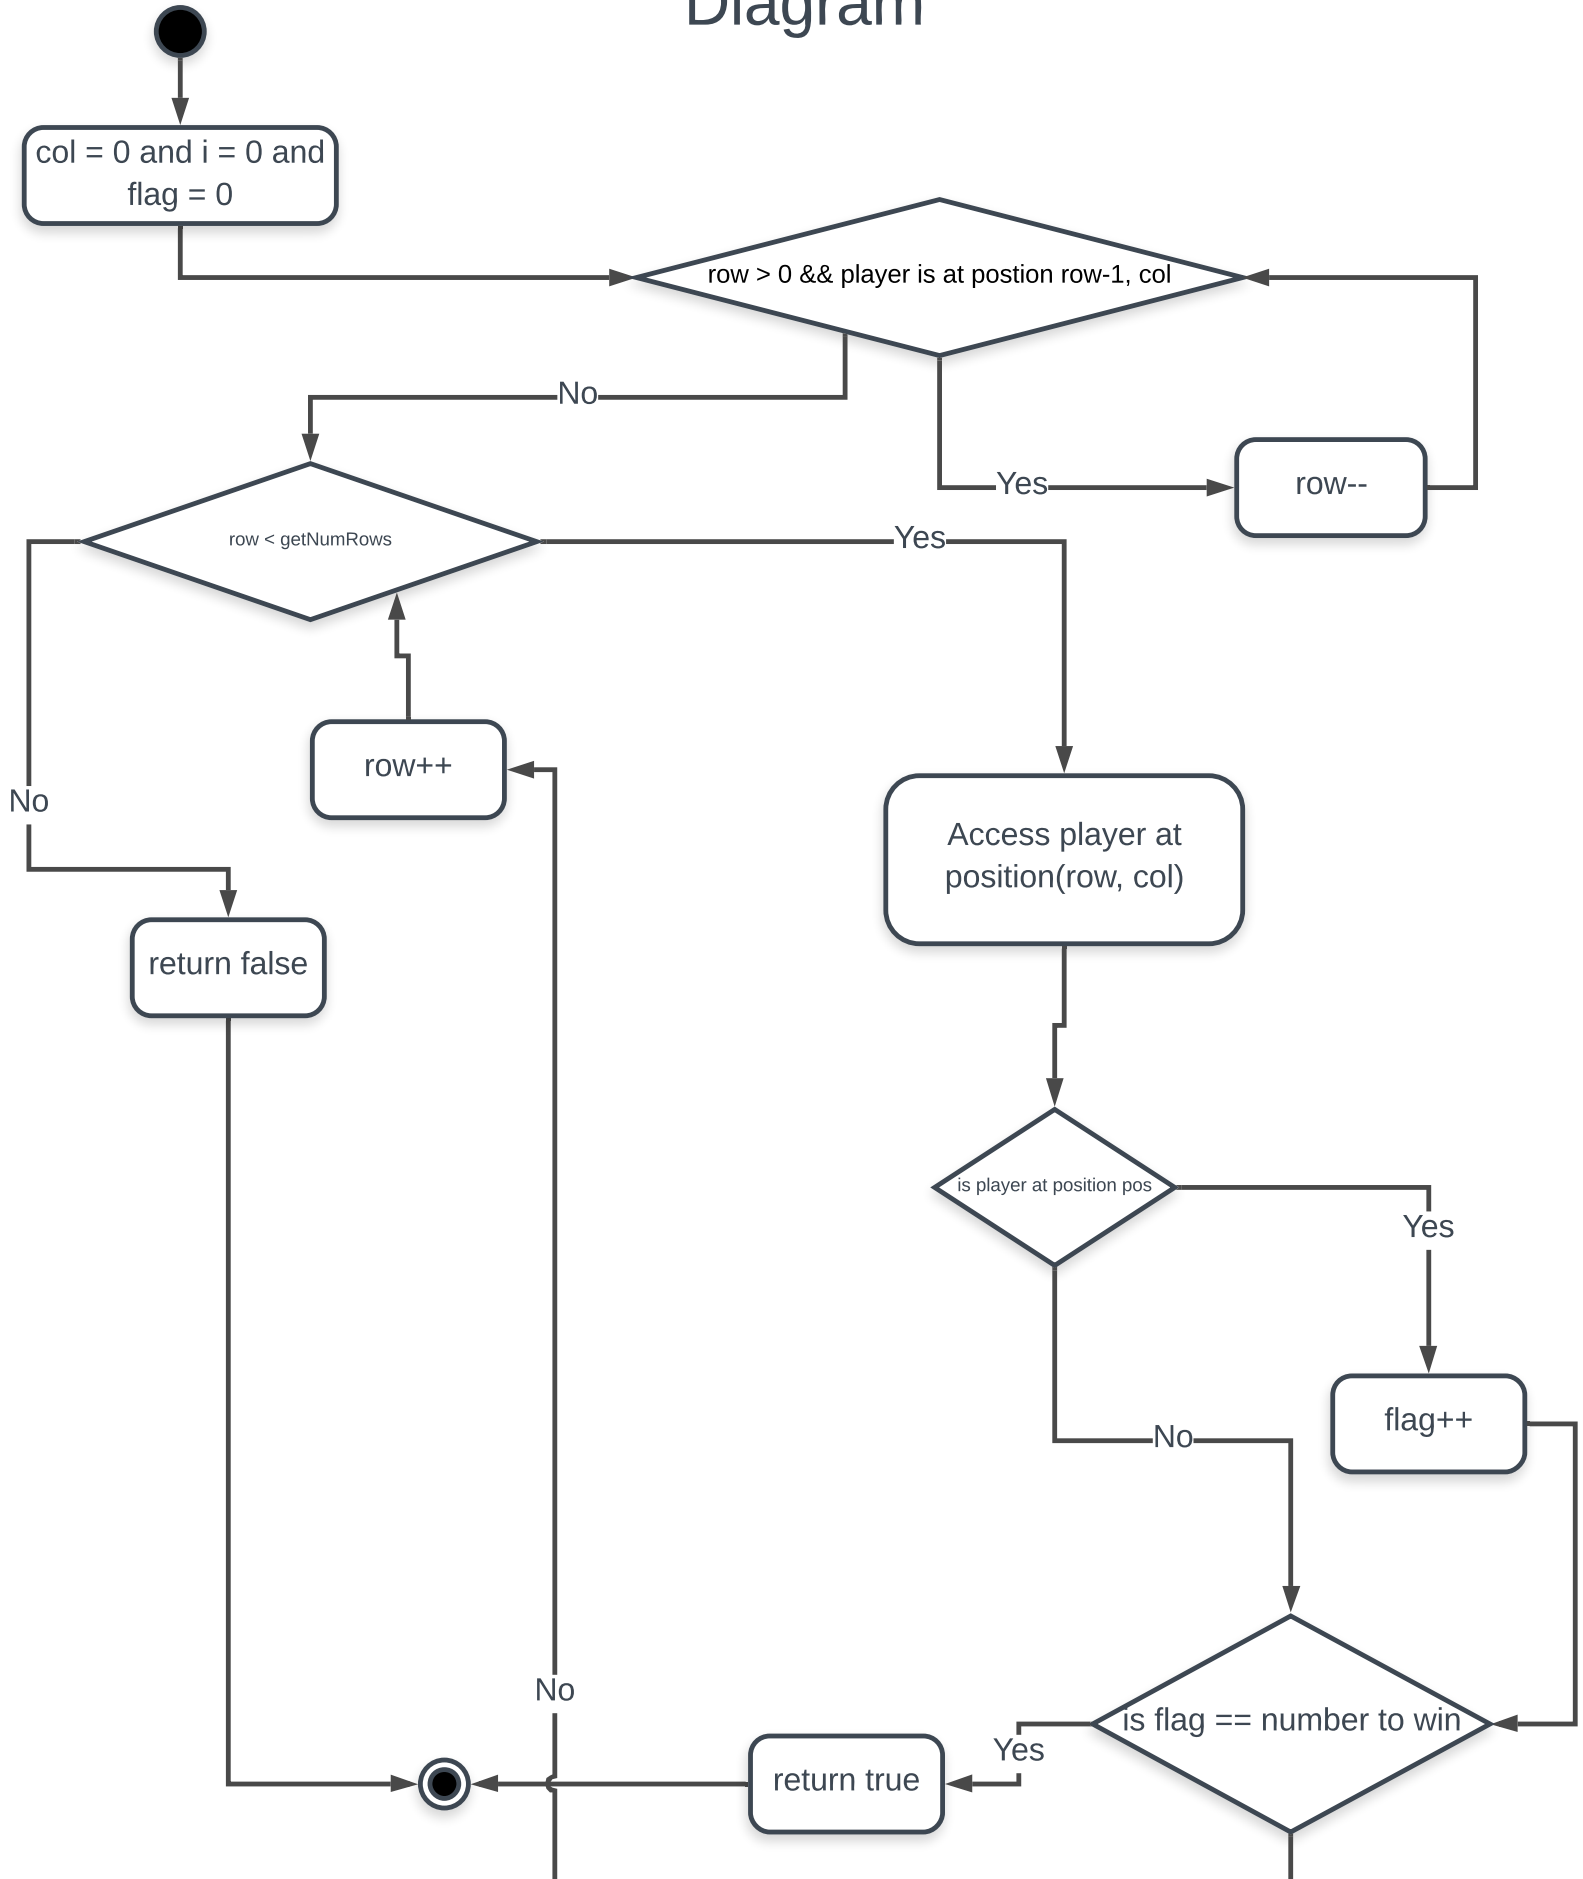 Diagram
col = 0 and i = 0 and
flag = 0
row > 0 && player is at postion row-1, col
No
Yes
row--
row < getNumRows
Yes
row++
No
Access player at
position(row, col)
return false
is player at position pos
Yes
flag++
No
No
is flag == number to win
Yes
return true